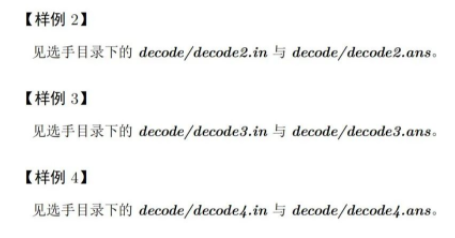 【样例 2】
见选手目录下的 decode/decode2.in 与 decode/decode2.ans。
【样例 3】
见选手目录下的 decode/decode3.in 与 decode/decode3.ans。
【样例 4】
见选手目录下的 decode/decode4.in 与 decode/decode4.ans。